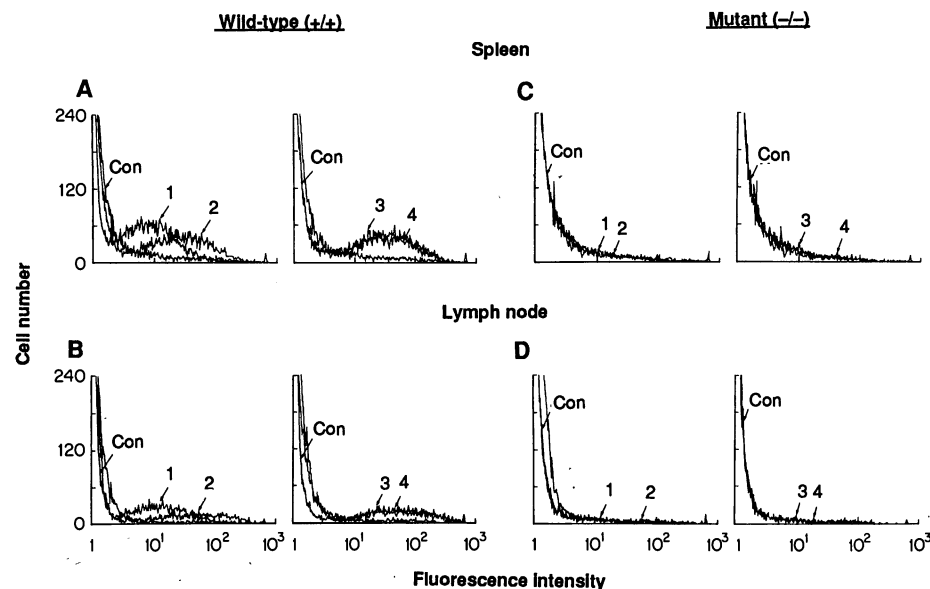 Wild-type (+/+)
Mutant (–/–)
Spleen
A
C
240
120
0
Con
1
2
Con
3
4
Con
1
2
Con
3
4
Cell number
Lymph node
B
D
240
120
0
Con
1
2
Con
3
4
Con
1
2
Con
3
4
1 10¹ 10² 10³
1 10¹ 10² 10³
1 10¹ 10² 10³
1 10¹ 10² 10³
Fluorescence intensity